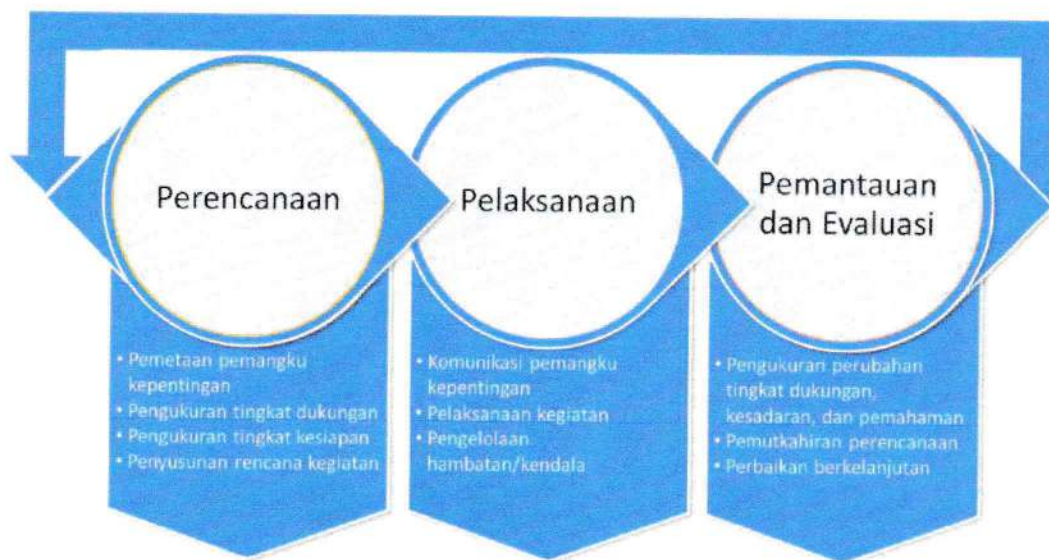 Perencanaan
Pelaksanaan
Pemantauan
dan Evaluasi
• Pemetaan pemangku
kepentingan
• Pengukuran tingkat dukungan
• Pengukuran tingkat kesiapan
• Penyusunan rencana kegiatan
• Komunikasi pemangku
kepentingan
• Pelaksanaan kegiatan
• Pengelolaan
hambatan/kendala
• Pengukuran perubahan
tingkat dukungan,
kesadaran, dan pemahaman
• Pemutkahiran perencanaan
• Perbaikan berkelanjutan